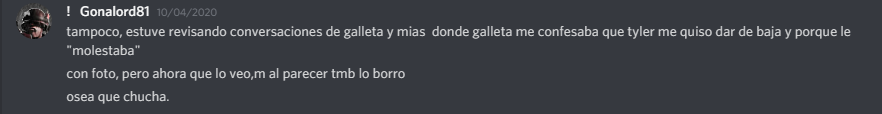 ! Gonalord81 10/04/2020
tampoco, estuve revisando conversaciones de galleta y mias donde galleta me confesaba que tyler me quiso dar de baja y porque le
"molestaba"
con foto, pero ahora que lo veo,m al parecer tmb lo borro
osea que chucha.